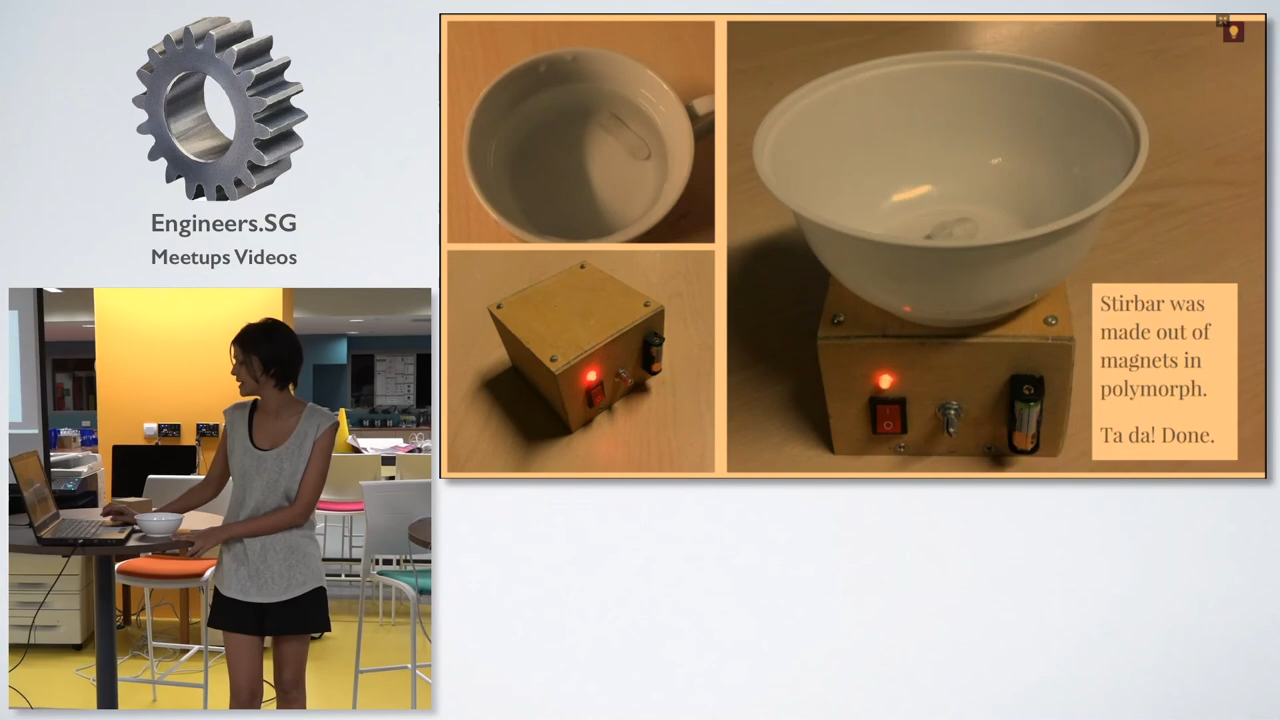 Engineers.SG
Meetups Videos
Stirbar was
made out of
magnets in
polymorph.
Ta da! Done.